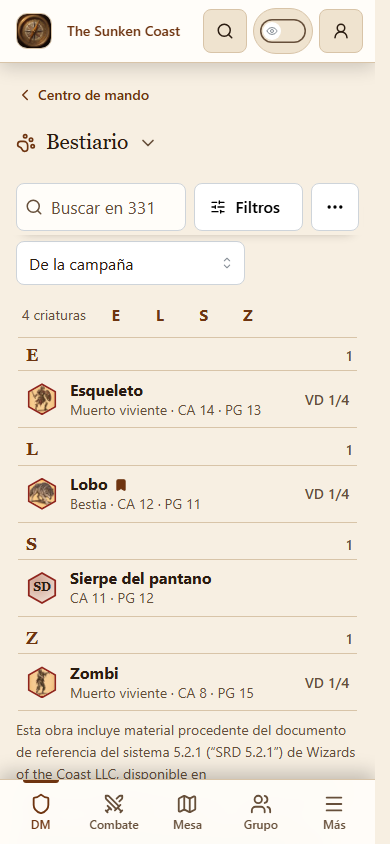 The Sunken Coast
Centro de mando
Bestiario
Buscar en 331
Filtros
De la campaña
4 criaturas E L S Z
E 1
Esqueleto
Muerto viviente · CA 14 · PG 13
VD 1/4
L 1
Lobo
Bestia · CA 12 · PG 11
VD 1/4
S 1
SD
Sierpe del pantano
CA 11 · PG 12
Z 1
Zombi
Muerto viviente · CA 8 · PG 15
VD 1/4
Esta obra incluye material procedente del documento
de referencia del sistema 5.2.1 (“SRD 5.2.1”) de Wizards
of the Coast LLC, disponible en
DM Combate Mesa Grupo Más